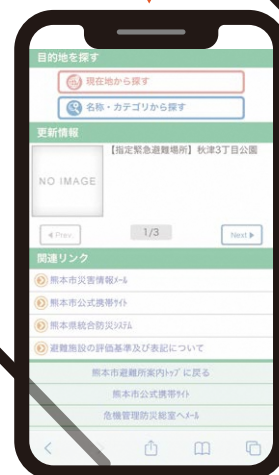 目的地を探す
現在地から探す
名称・カテゴリから探す
更新情報
NO IMAGE
【指定緊急避難場所】秋津3丁目公園
Prev.
1/3
Next
関連リンク
熊本市災害情報ﾒｰﾙ
熊本市公式携帯ｻｲﾄ
熊本県統合防災ｼｽﾃﾑ
避難施設の評価基準及び表記について
熊本市避難所案内ﾄｯﾌﾟに戻る
熊本市公式携帯ｻｲﾄ
危機管理防災総室へﾒｰﾙ